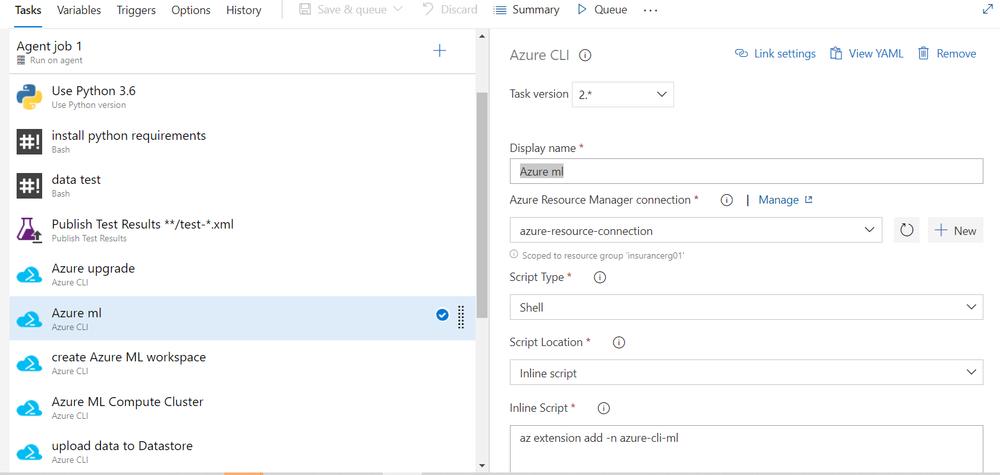 Tasks Variables Triggers Options History Save & queue Discard Summary Queue ...
Agent job 1
Run on agent
Use Python 3.6
Use Python version
#! install python requirements
Bash
#! data test
Bash
Publish Test Results **/test-*.xml
Publish Test Results
Azure upgrade
Azure CLI
Azure ml
Azure CLI
create Azure ML workspace
Azure CLI
Azure ML Compute Cluster
Azure CLI
upload data to Datastore
Azure CLI
Azure CLI Link settings View YAML Remove
Task version 2.*
Display name *
Azure ml
Azure Resource Manager connection * | Manage
azure-resource-connection New
Scoped to resource group 'insurancerg01'
Script Type *
Shell
Script Location *
Inline script
Inline Script *
az extension add -n azure-cli-ml